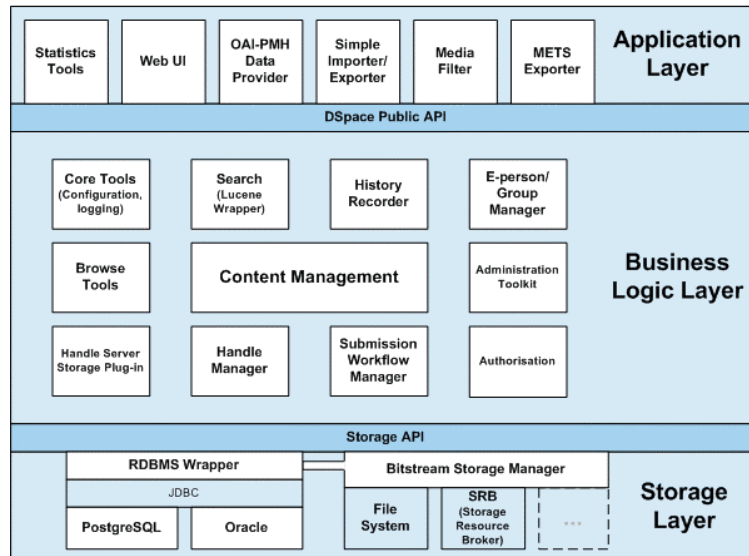 Statistics
Tools
Web UI
OAI-PMH
Data
Provider
Simple
Importer/
Exporter
Media
Filter
METS
Exporter
Application
Layer
DSpace Public API
Core Tools
(Configuration,
logging)
Search
(Lucene
Wrapper)
History
Recorder
E-person/
Group
Manager
Browse
Tools
Content Management
Administration
Toolkit
Business
Logic Layer
Handle Server
Storage Plug-in
Handle
Manager
Submission
Workflow
Manager
Authorisation
Storage API
RDBMS Wrapper
Bitstream Storage Manager
JDBC
PostgreSQL
Oracle
File
System
SRB
(Storage
Resource
Broker)
...
Storage
Layer